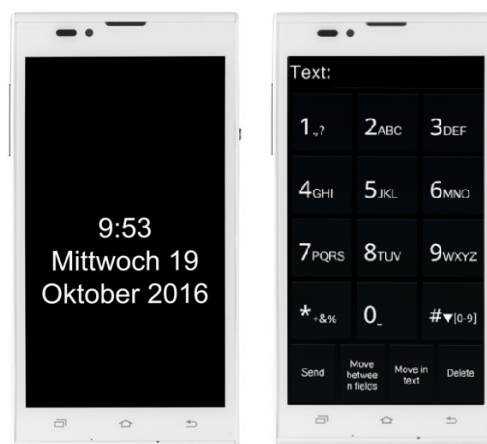 9:53
Mittwoch 19
Oktober 2016
Text:
1.,? 2ABC 3DEF
4GHI 5JKL 6MNO
7PQRS 8TUV 9WXYZ
*+&% 0_ #▼[0-9]
Send Move betwee n fields Move in text Delete